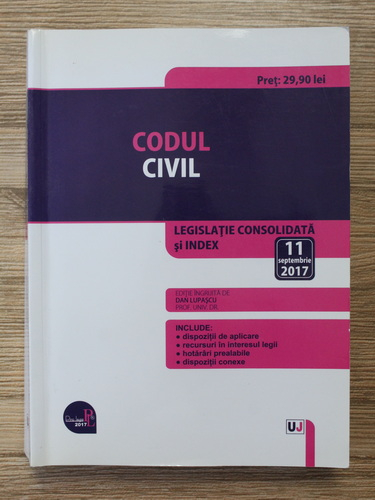 Preț: 29,90 lei
CODUL
CIVIL
LEGISLAȚIE CONSOLIDATĂ
și INDEX
11
septembrie
2017
EDIȚIE ÎNGRIJITĂ DE
DAN LUPAȘCU
PROF. UNIV. DR.
INCLUDE:
• dispoziții de aplicare
• recursuri în interesul legii
• hotărâri prealabile
• dispoziții conexe
2017
UJ